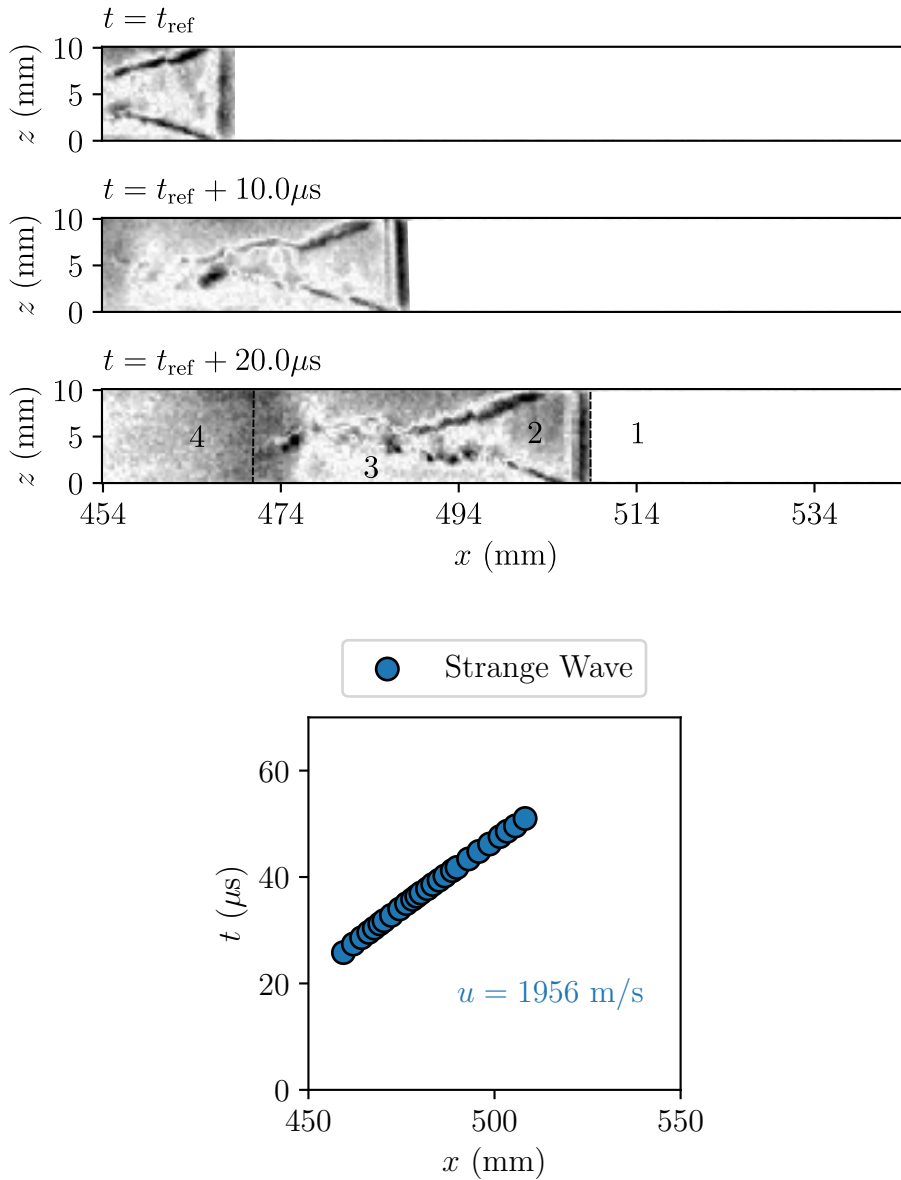 t = t_ref
z (mm)
10
5
0
t = t_ref + 10.0μs
z (mm)
10
5
0
t = t_ref + 20.0μs
z (mm)
10
5
0
4
3
2
1
454 474 494 514 534
x (mm)
Strange Wave
t (μs)
60
40
20
0
u = 1956 m/s
450 500 550
x (mm)